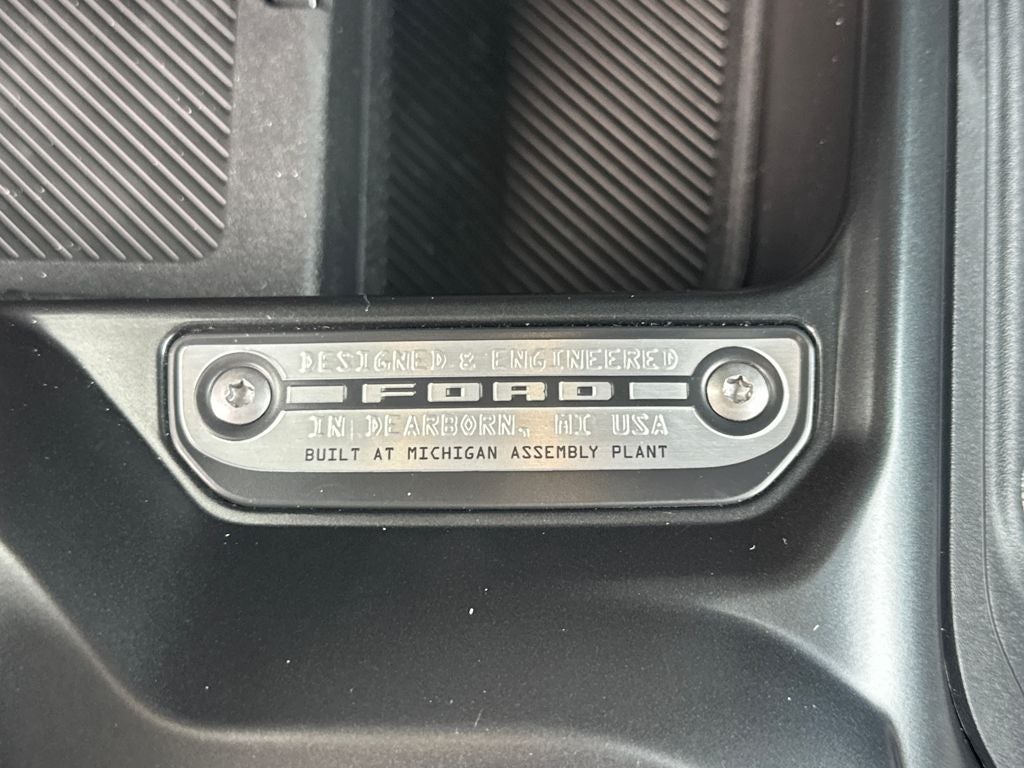 DESIGNED & ENGINEERED
FORD
IN DEARBORN, MI USA
BUILT AT MICHIGAN ASSEMBLY PLANT